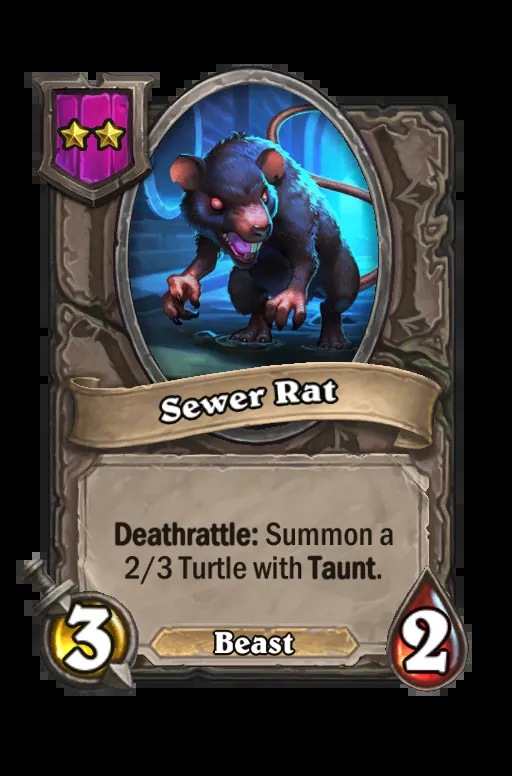 Sewer Rat
Deathrattle: Summon a
2/3 Turtle with Taunt.
3
Beast
2